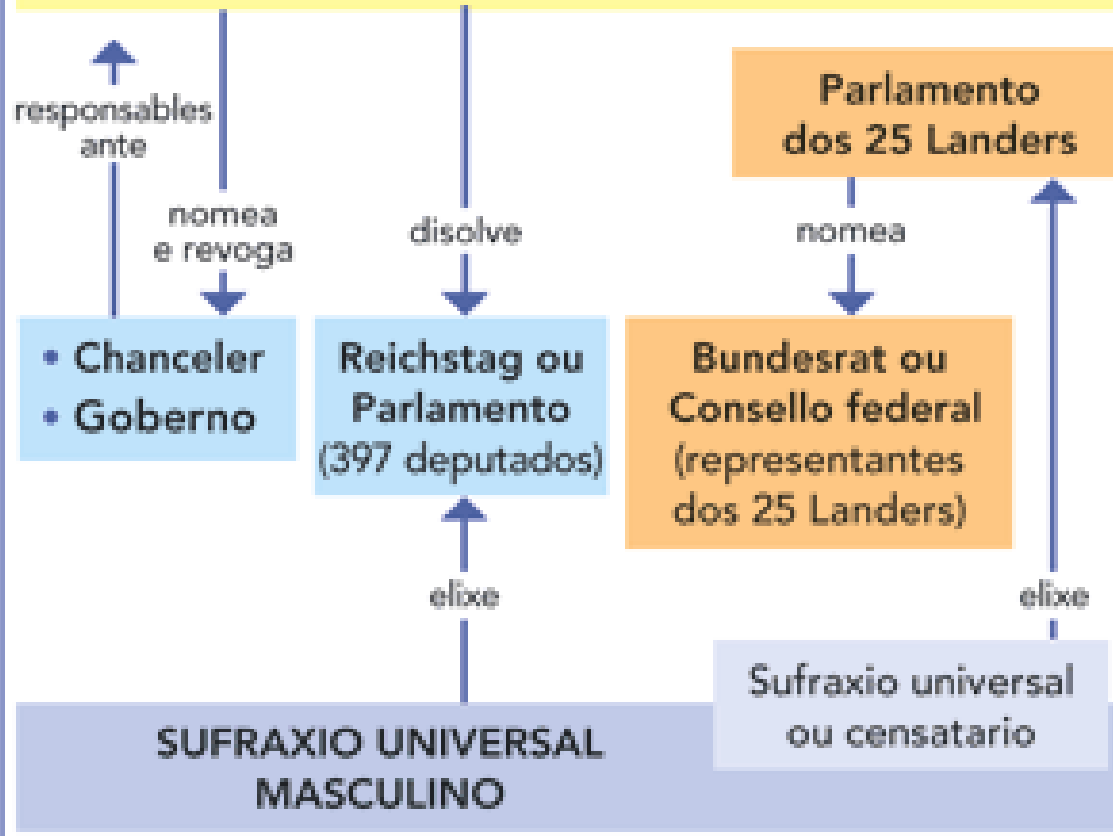 responsables
ante
nomea
e revoga
disolve
Parlamento
dos 25 Landers
nomea
• Chanceler
• Goberno
Reichstag ou
Parlamento
(397 deputados)
Bundesrat ou
Consello federal
(representantes
dos 25 Landers)
elixe
elixe
Sufraxio universal
ou censatario
SUFRAXIO UNIVERSAL
MASCULINO